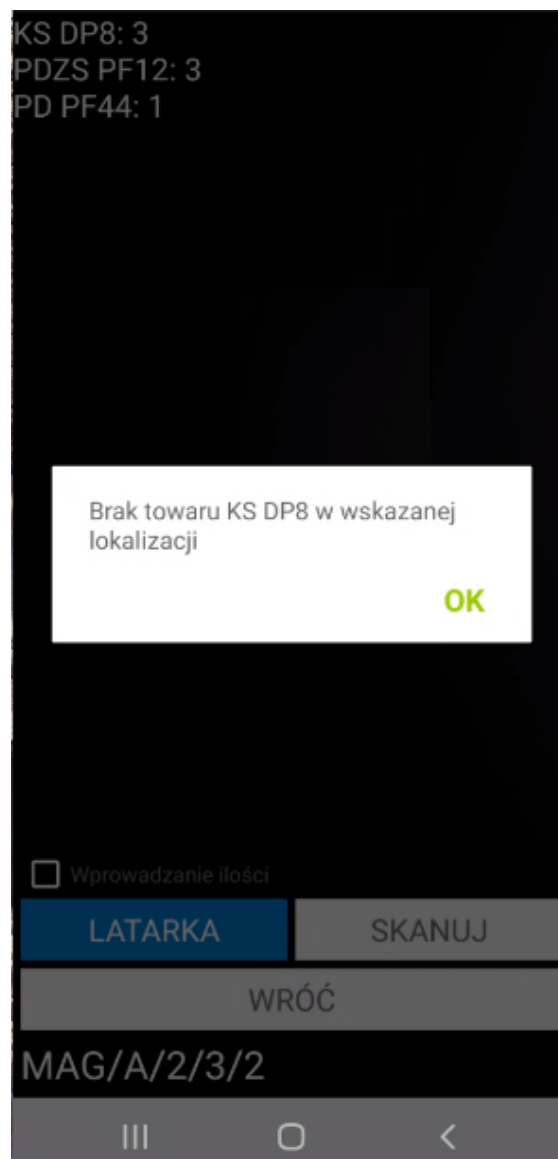 KS DP8: 3
PDZS PF12: 3
PD PF44: 1
Brak towaru KS DP8 w wskazanej
lokalizacji
OK
Wprowadzanie ilości
LATARKA
SKANUJ
WRÓĆ
MAG/A/2/3/2